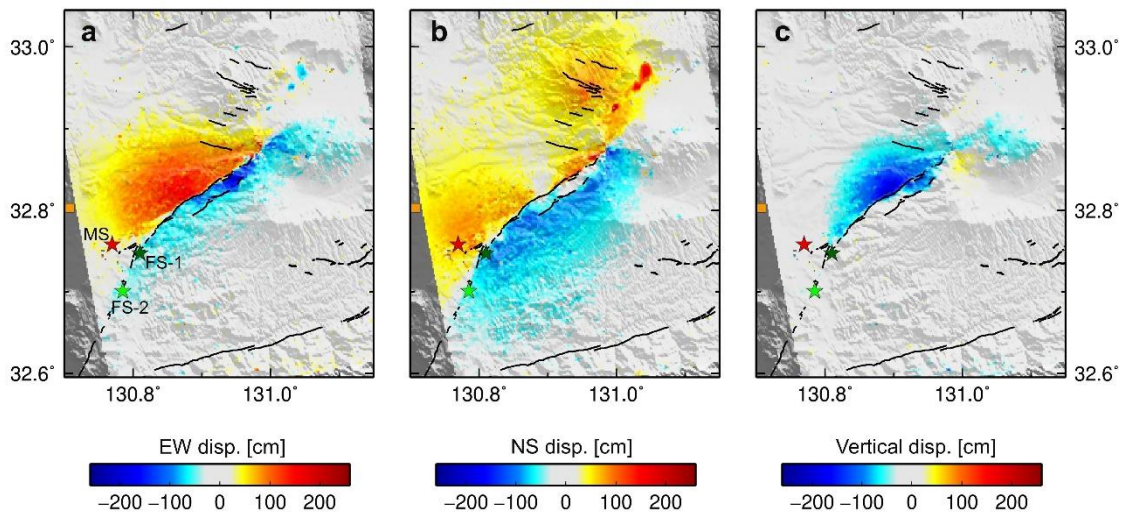 a b c
33.0°
32.8°
32.6°
33.0°
32.8°
32.6°
MS
FS-1
FS-2
130.8° 131.0° 130.8° 131.0° 130.8° 131.0°
EW disp. [cm] NS disp. [cm] Vertical disp. [cm]
−200 −100 0 100 200 −200 −100 0 100 200 −200 −100 0 100 200